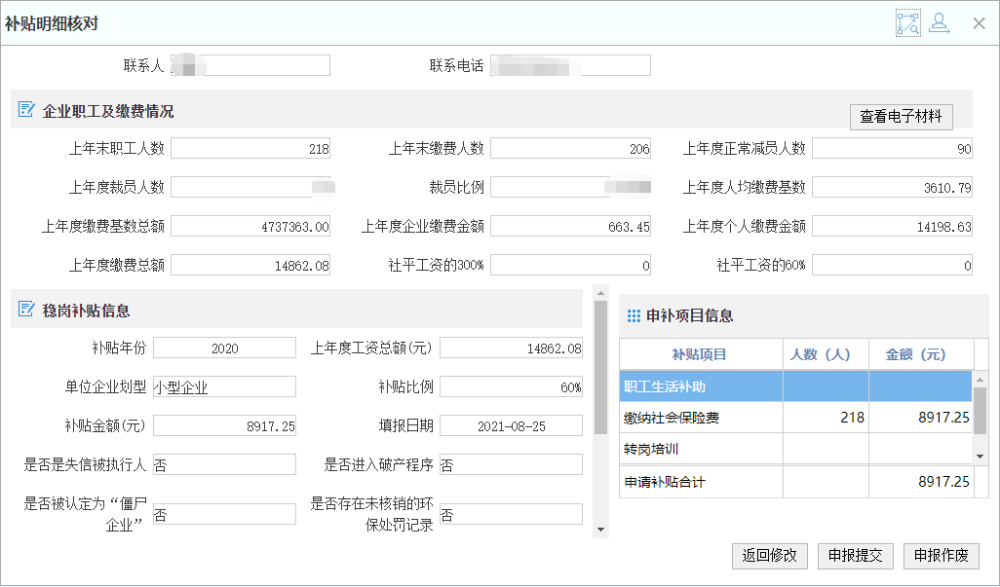 补贴明细核对
联系人 联系电话
企业职工及缴费情况 查看电子材料
上年末职工人数 218 上年末缴费人数 206 上年度正常减员人数 90
上年度裁员人数 裁员比例 上年度人均缴费基数 3610.79
上年度缴费基数总额 4737363.00 上年度企业缴费金额 663.45 上年度个人缴费金额 14198.63
上年度缴费总额 14862.08 社平工资的300% 0 社平工资的60% 0
稳岗补贴信息
补贴年份 2020 上年度工资总额(元) 14862.08
单位企业划型 小型企业 补贴比例 60%
补贴金额(元) 8917.25 填报日期 2021-08-25
是否是失信被执行人 否 是否进入破产程序 否
是否被认定为“僵尸
企业” 否 是否存在未核销的环
保处罚记录 否
申补项目信息
补贴项目 人数（人） 金额（元）
职工生活补助
缴纳社会保险费 218 8917.25
转岗培训
申请补贴合计 8917.25
返回修改 申报提交 申报作废